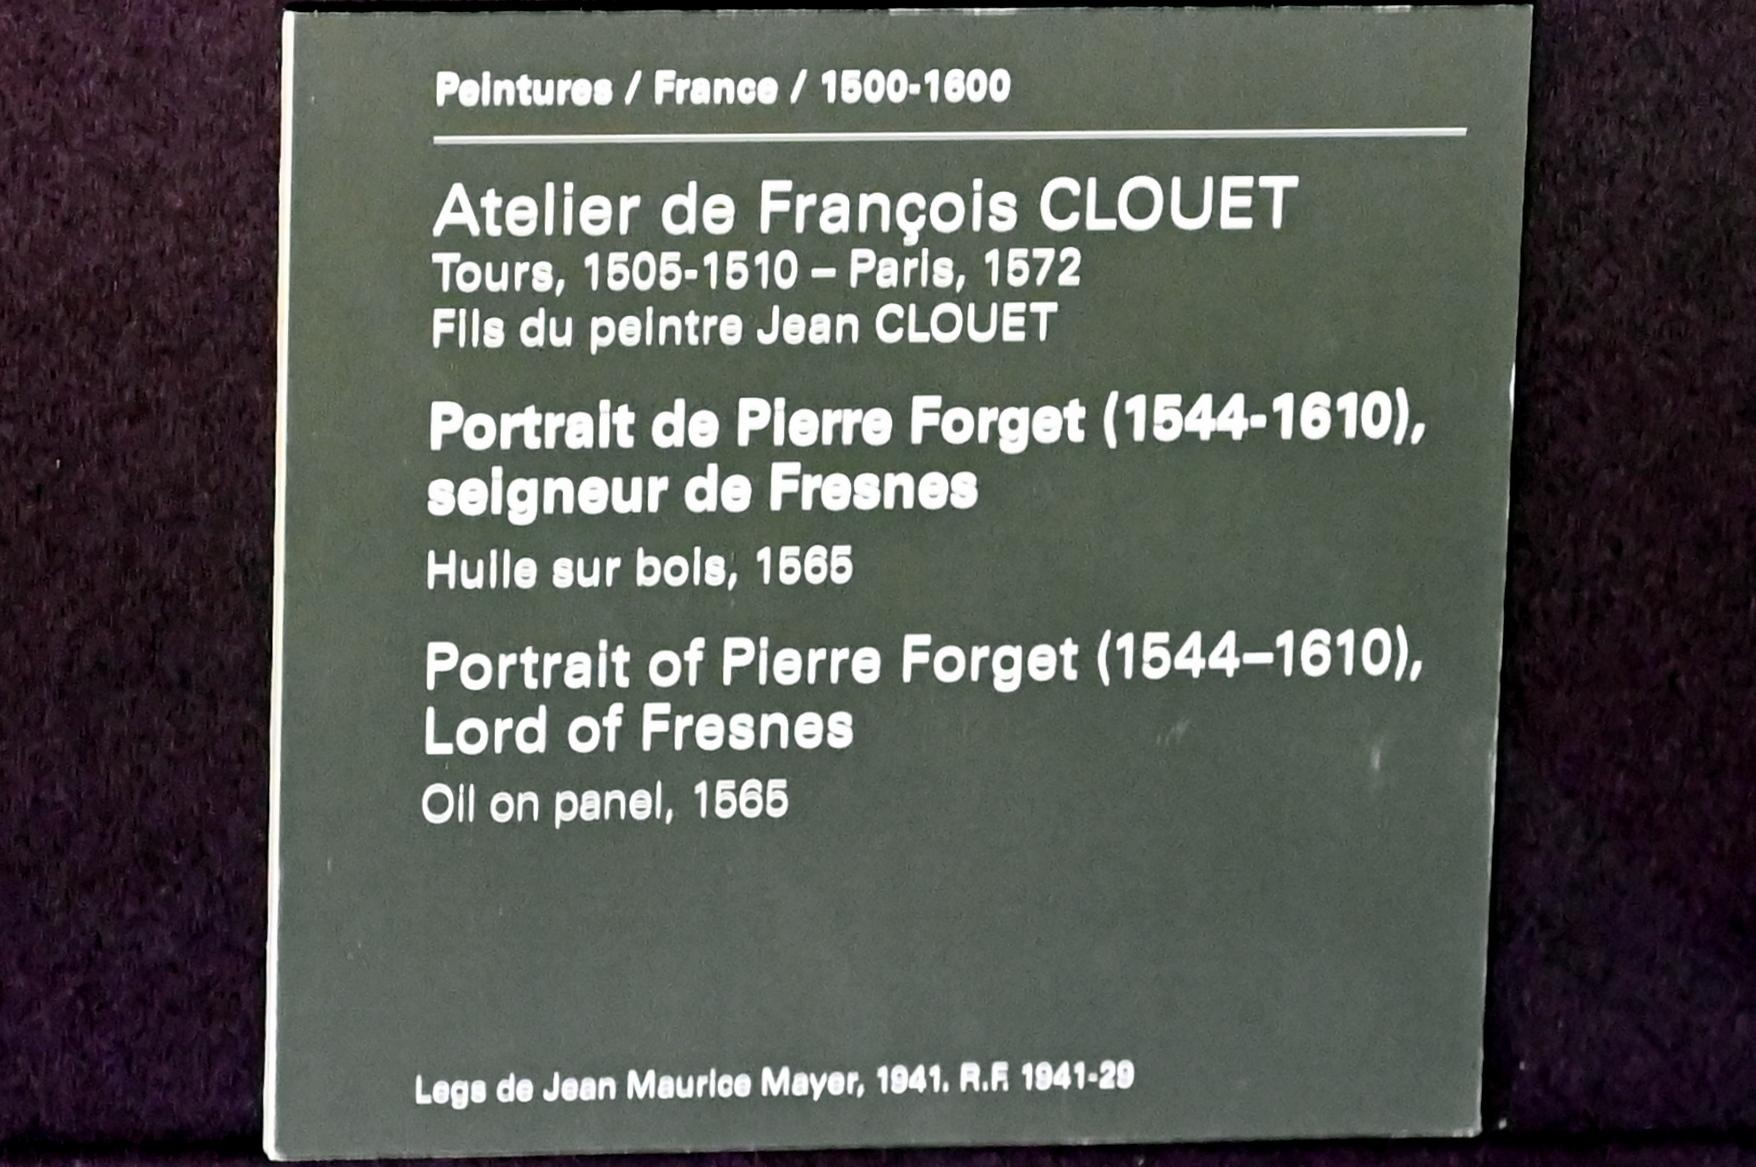 Peintures / France / 1500-1600
Atelier de François CLOUET
Tours, 1505-1510 – Paris, 1572
Fils du peintre Jean CLOUET
Portrait de Pierre Forget (1544-1610),
seigneur de Fresnes
Huile sur bois, 1565
Portrait of Pierre Forget (1544–1610),
Lord of Fresnes
Oil on panel, 1565
Legs de Jean Maurice Mayer, 1941. R.F. 1941-29